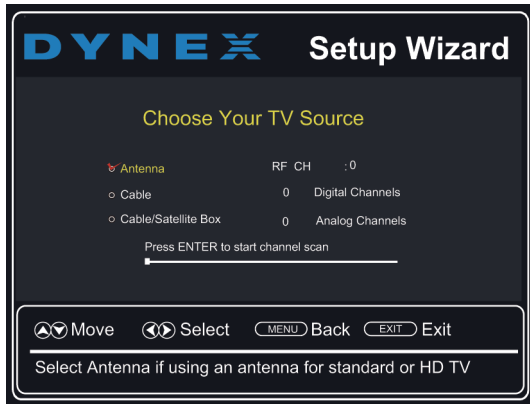 DYNEX Setup Wizard
Choose Your TV Source
Antenna RF CH : 0
Cable 0 Digital Channels
Cable/Satellite Box 0 Analog Channels
Press ENTER to start channel scan
Move Select MENU Back EXIT Exit
Select Antenna if using an antenna for standard or HD TV